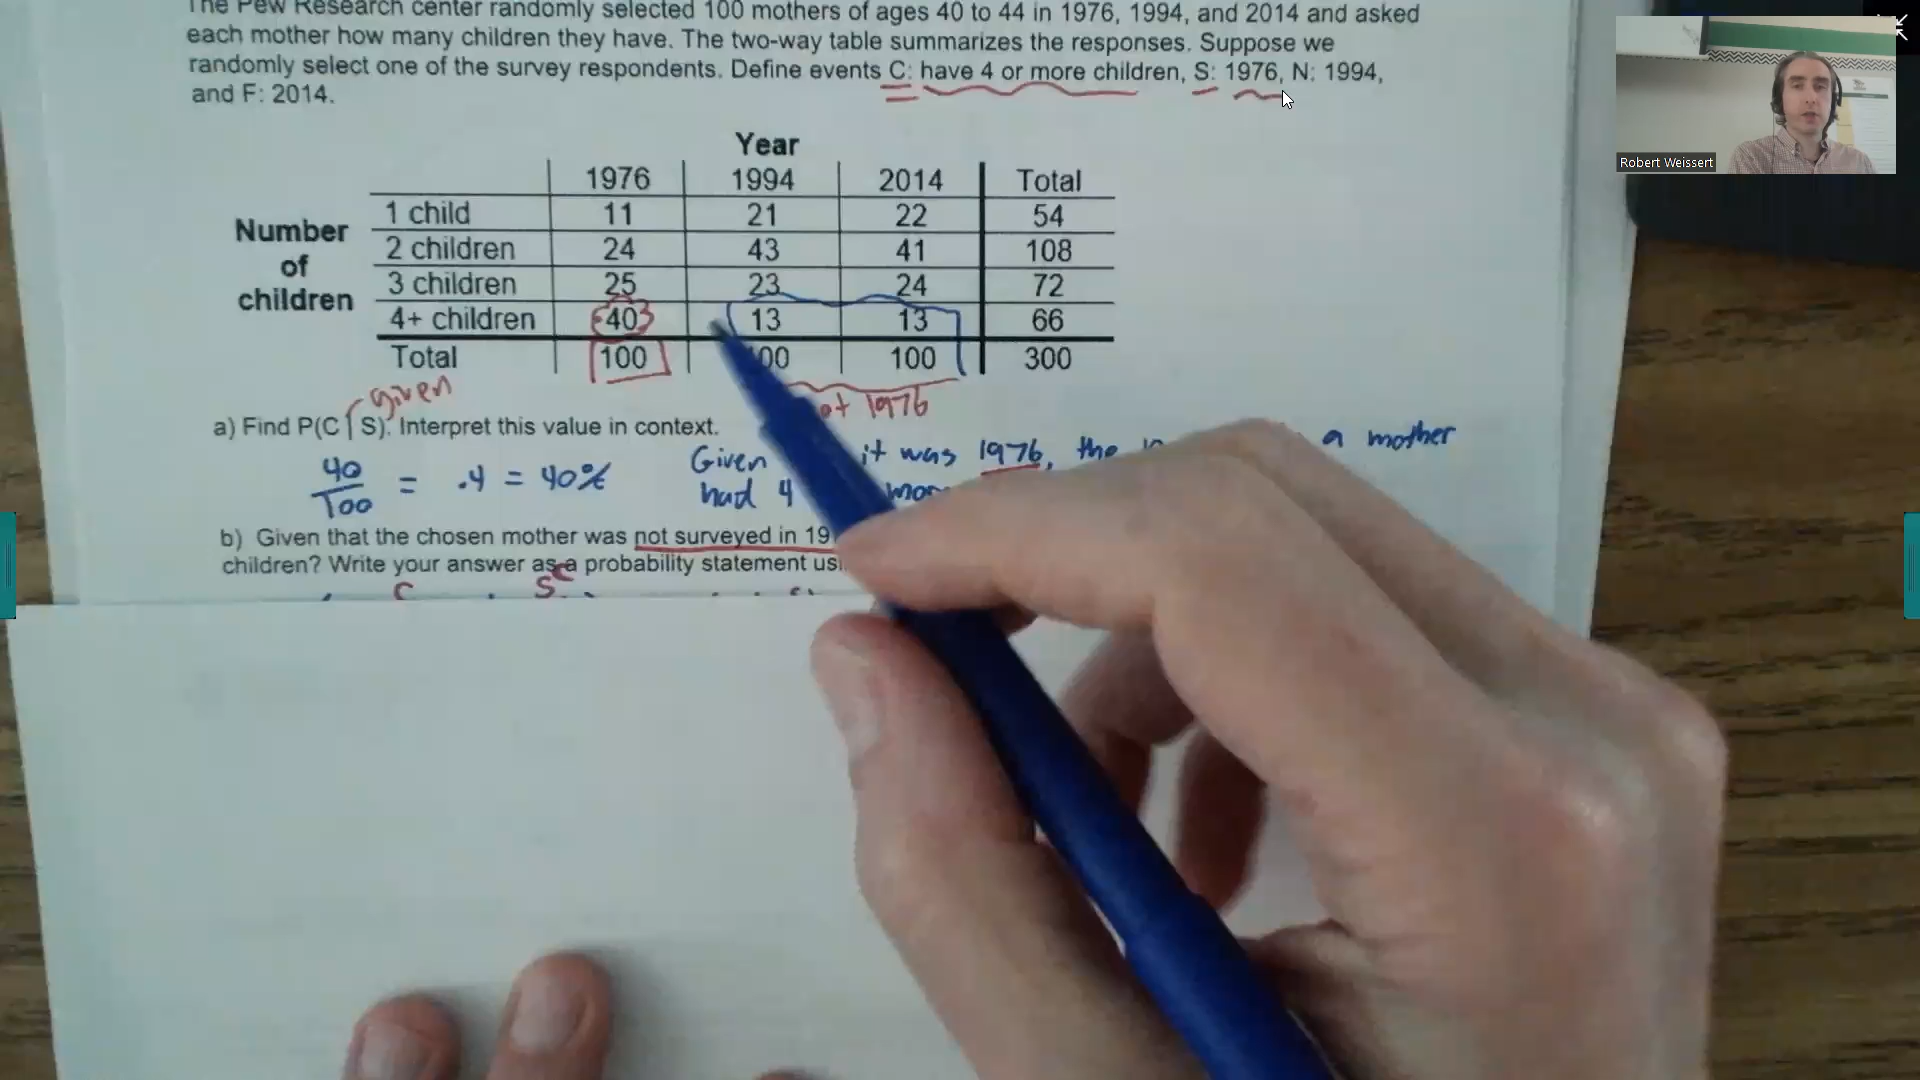 The Pew Research center randomly selected 100 mothers of ages 40 to 44 in 1976, 1994, and 2014 and asked
each mother how many children they have. The two-way table summarizes the responses. Suppose we
randomly select one of the survey respondents. Define events C: have 4 or more children, S: 1976, N: 1994,
and F: 2014.
Robert Weissert
Year
1976 1994 2014 Total
Number of children
1 child 11 21 22 54
2 children 24 43 41 108
3 children 25 23 24 72
4+ children 40 13 13 66
Total 100 00 100 300
given
1976
a) Find P(C | S). Interpret this value in context.
40/100 = .4 = 40%
Given it was 1976, the a mother
had 4
b) Given that the chosen mother was not surveyed in 19
children? Write your answer as a probability statement
C Sᶜ